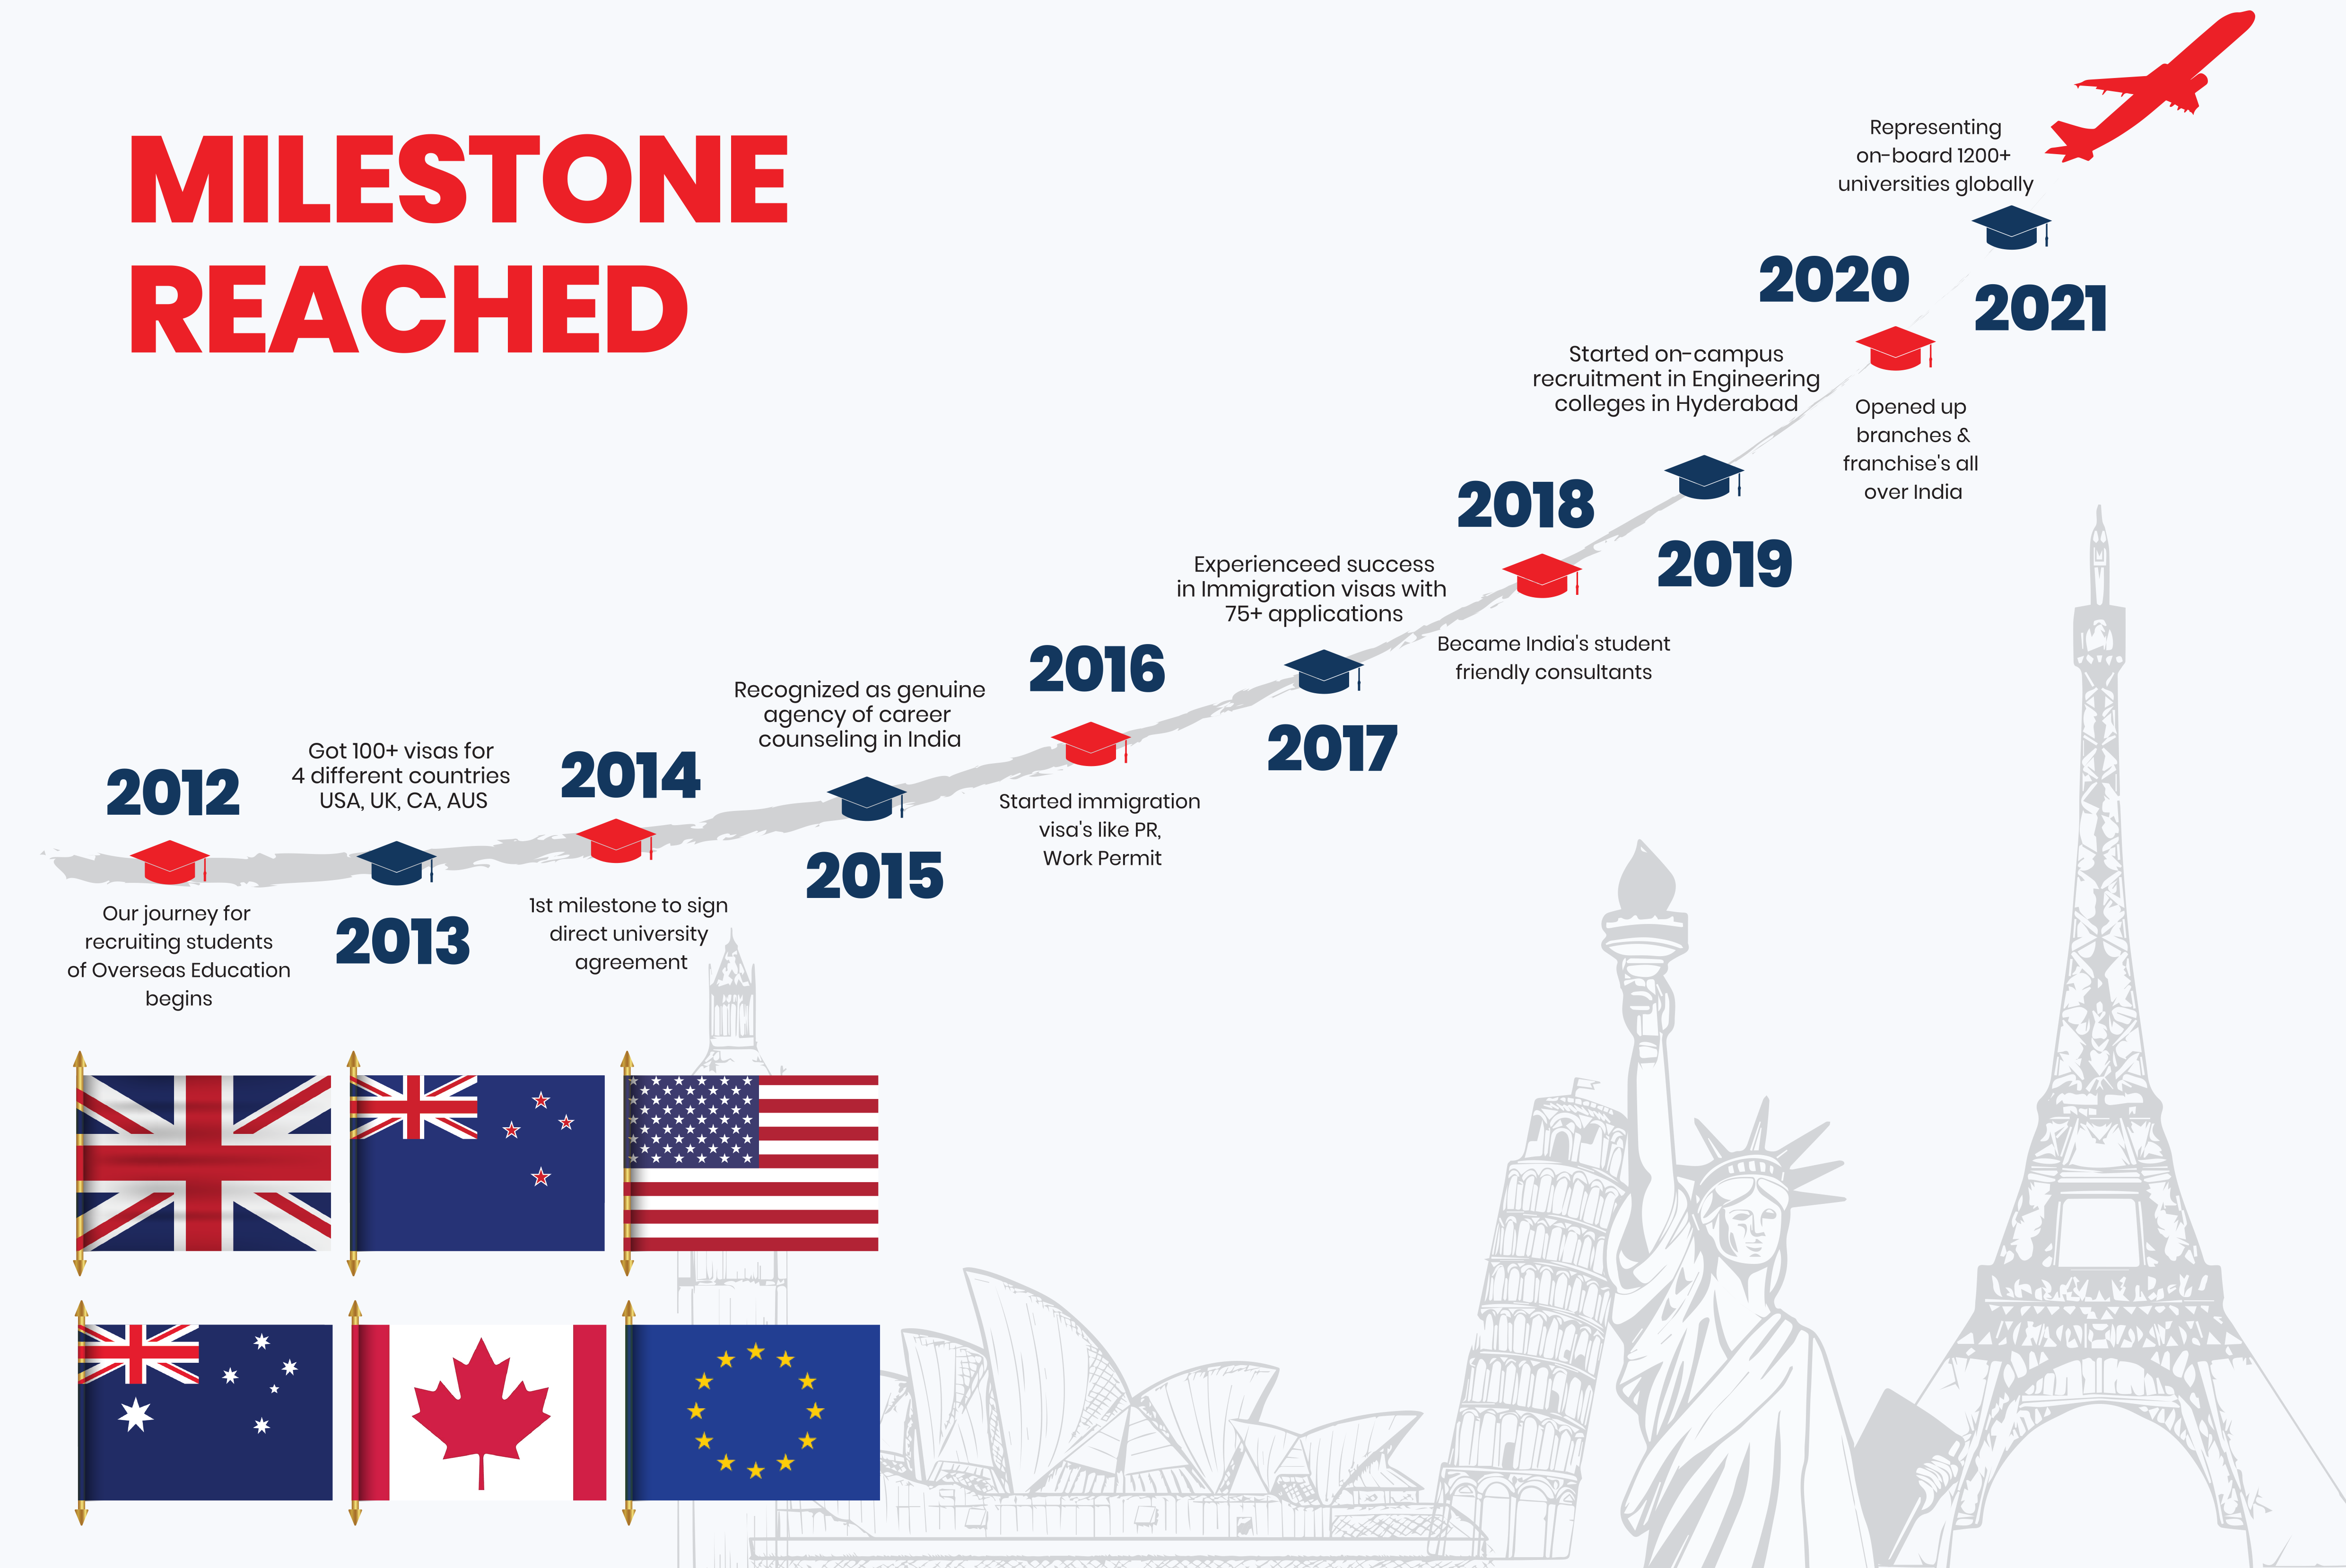 MILESTONE
REACHED
2012
Our journey for
recruiting students
of Overseas Education
begins
Got 100+ visas for
4 different countries
USA, UK, CA, AUS
2013
2014
1st milestone to sign
direct university
agreement
Recognized as genuine
agency of career
counseling in India
2015
2016
Started immigration
visa's like PR,
Work Permit
Experienceed success
in Immigration visas with
75+ applications
2017
2018
Became India's student
friendly consultants
Started on-campus
recruitment in Engineering
colleges in Hyderabad
2019
2020
Opened up
branches &
franchise's all
over India
Representing
on-board 1200+
universities globally
2021